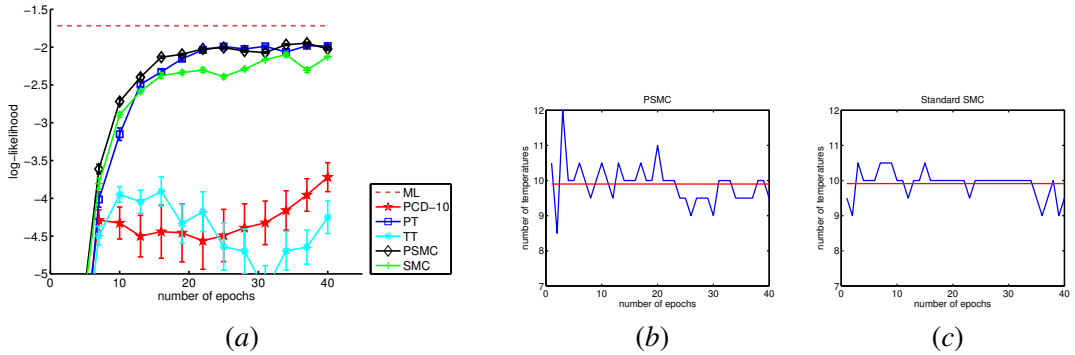 −2
−2.5
−3
−3.5
−4
−4.5
−5
log−likelihood
10
20
30
40
number of epochs
ML
PCD−10
PT
TT
PSMC
SMC
(a)
PSMC
12
11
10
9
8
7
number of temperatures
0
10
20
30
40
number of epochs
(b)
Standard SMC
12
11
10
9
8
7
number of temperatures
0
10
20
30
40
number of epochs
(c)